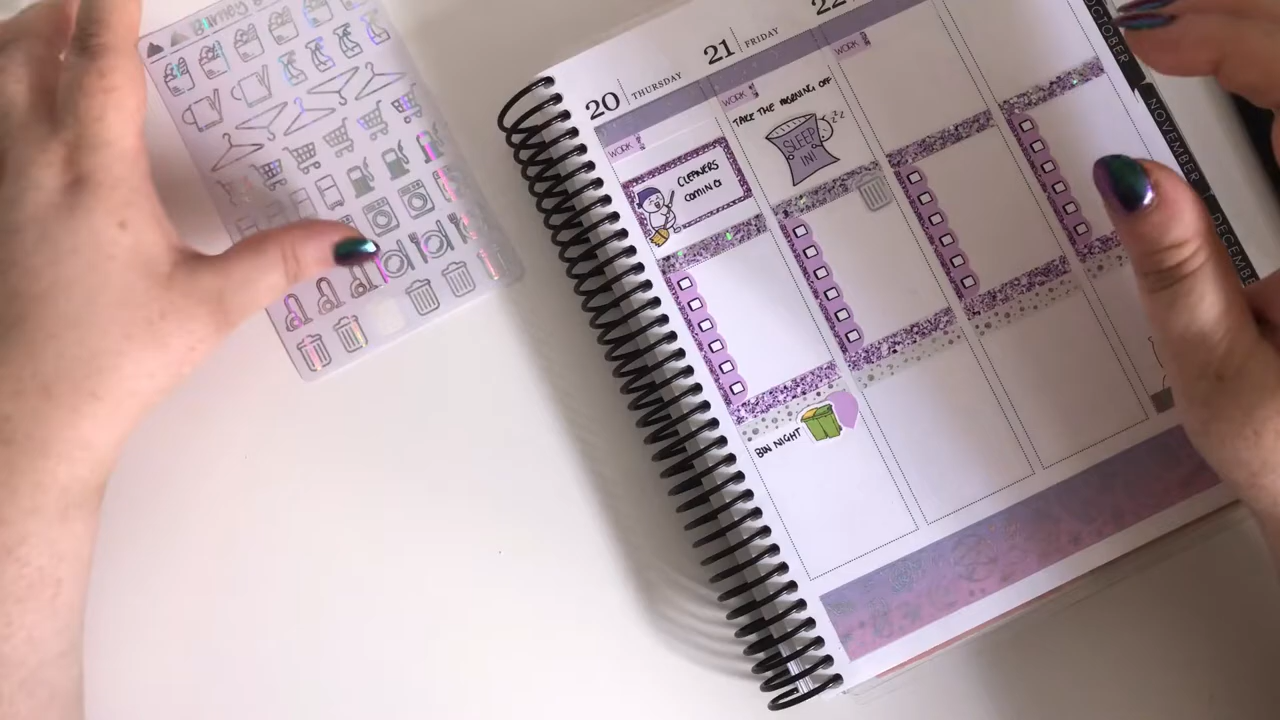 20 THURSDAY
21 FRIDAY
22
WORK
WORK
WORK
CLEANERS
COMING
TAKE THE MORNING OFF
SLEEP
IN!
ZZZ
BIN NIGHT
OCTOBER
NOVEMBER
DECEMBER